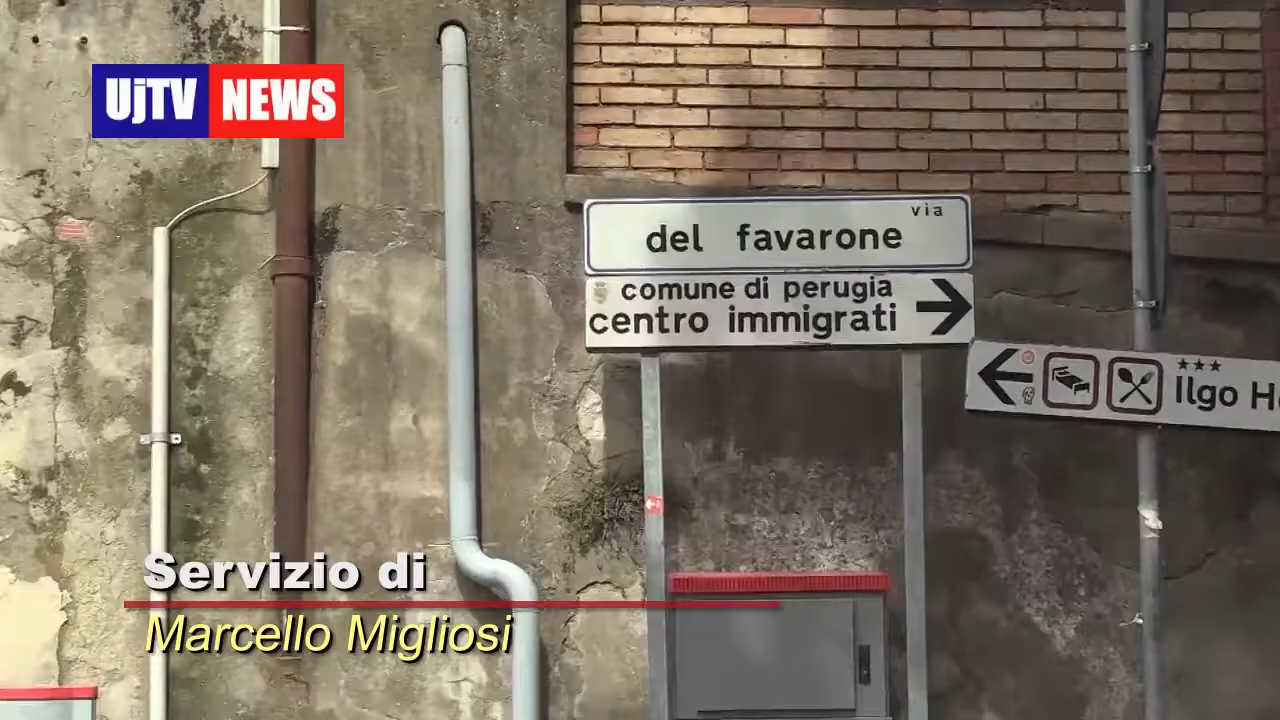 UjTV NEWS
via
del favarone
comune di perugia
centro immigrati
Ilgo
Servizio di
Marcello Migliosi